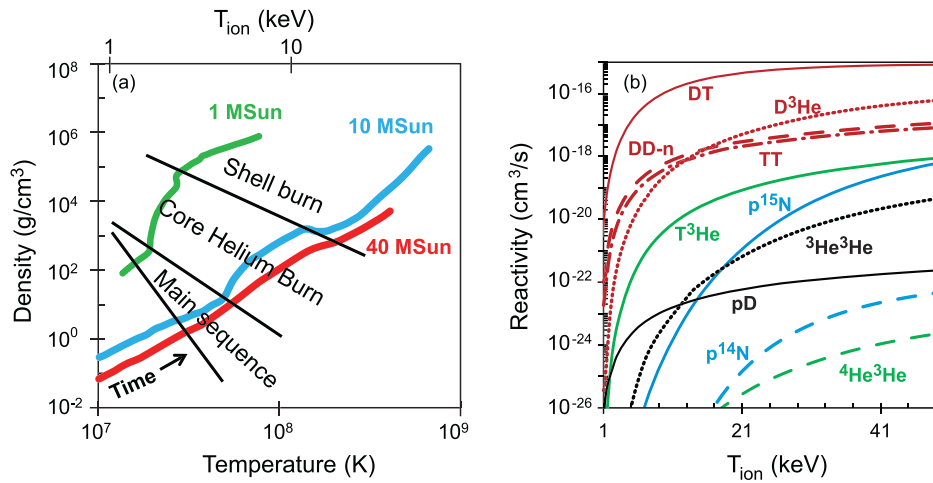 T_ion (keV)
1
10
10^8
10^6
10^4
10^2
10^0
10^-2
Density (g/cm^3)
(a)
1 MSun
10 MSun
40 MSun
Shell burn
Core Helium Burn
Main sequence
Time
10^7
10^8
10^9
Temperature (K)
(b)
10^-16
10^-18
10^-20
10^-22
10^-24
10^-26
Reactivity (cm^3/s)
DT
D^3He
DD-n
TT
T^3He
p^15N
^3He^3He
pD
p^14N
^4He^3He
1
21
41
T_ion (keV)